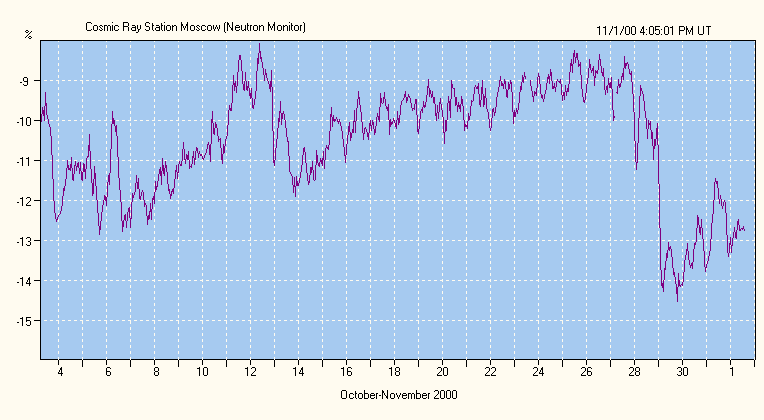 Cosmic Ray Station Moscow (Neutron Monitor)
11/1/00 4:05:01 PM UT
%
-9
-10
-11
-12
-13
-14
-15
4 6 8 10 12 14 16 18 20 22 24 26 28 30 1
October-November 2000